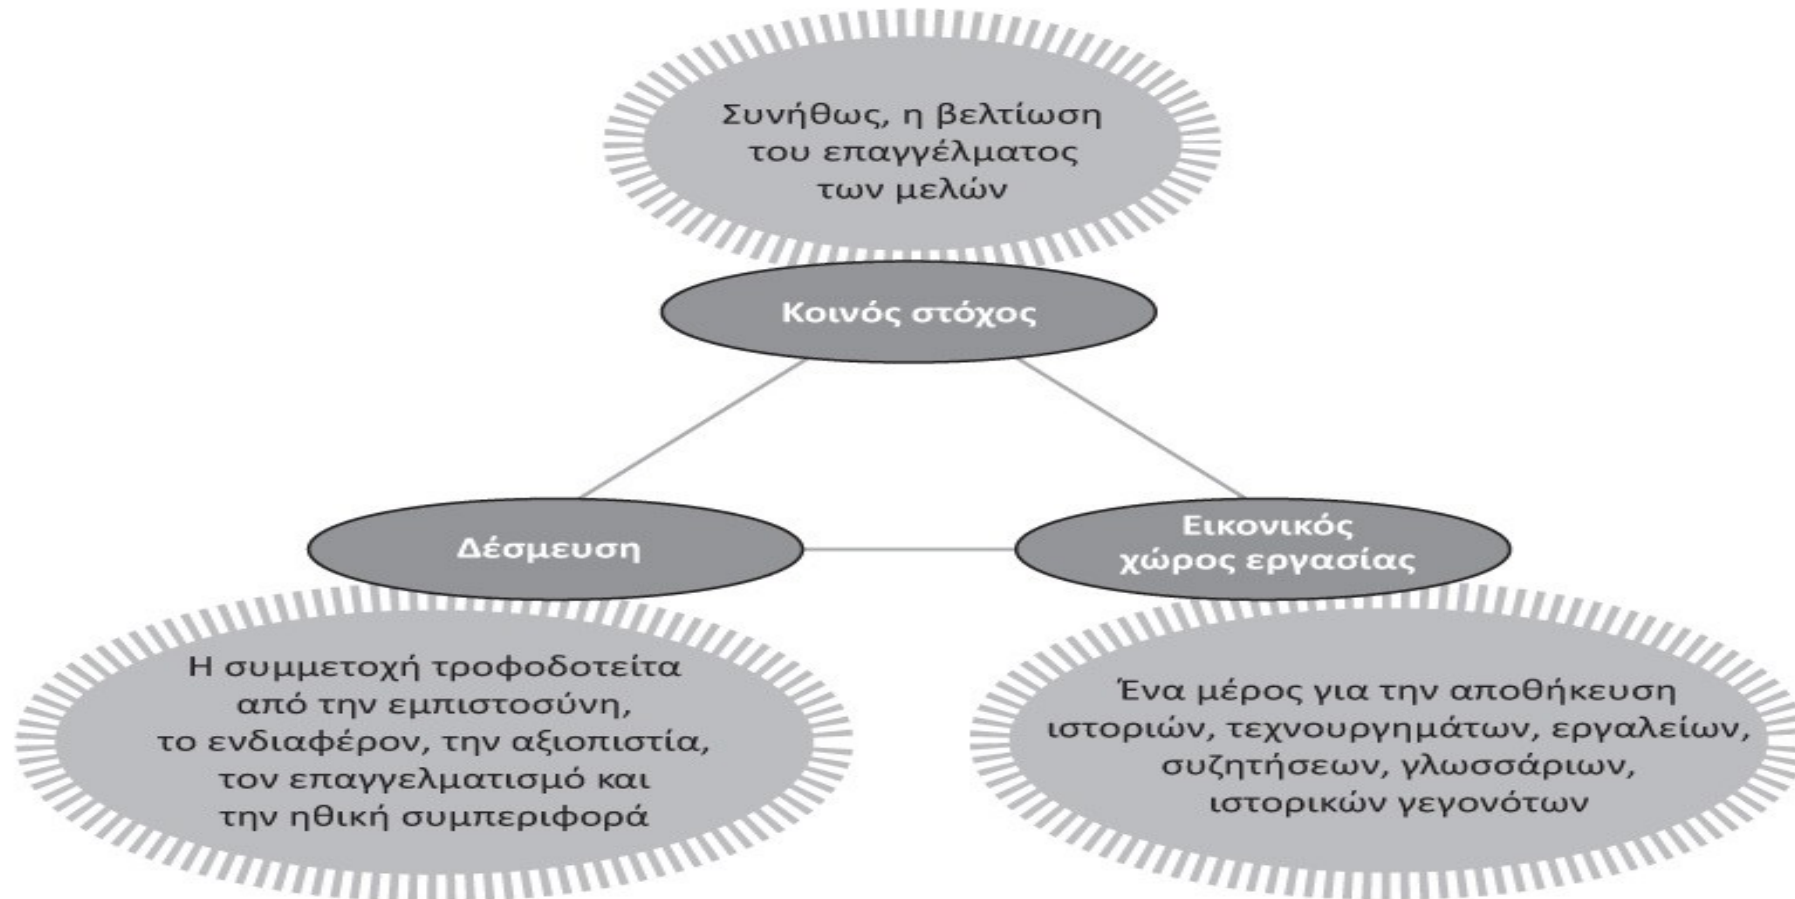 Συνήθως, η βελτίωση
του επαγγέλματος
των μελών
Κοινός στόχος
Δέσμευση
Εικονικός
χώρος εργασίας
Η συμμετοχή τροφοδοτείτα
από την εμπιστοσύνη,
το ενδιαφέρον, την αξιοπιστία,
τον επαγγελματισμό και
την ηθική συμπεριφορά
Ένα μέρος για την αποθήκευση
ιστοριών, τεχνουργημάτων, εργαλείων,
συζητήσεων, γλωσσάριων,
ιστορικών γεγονότων